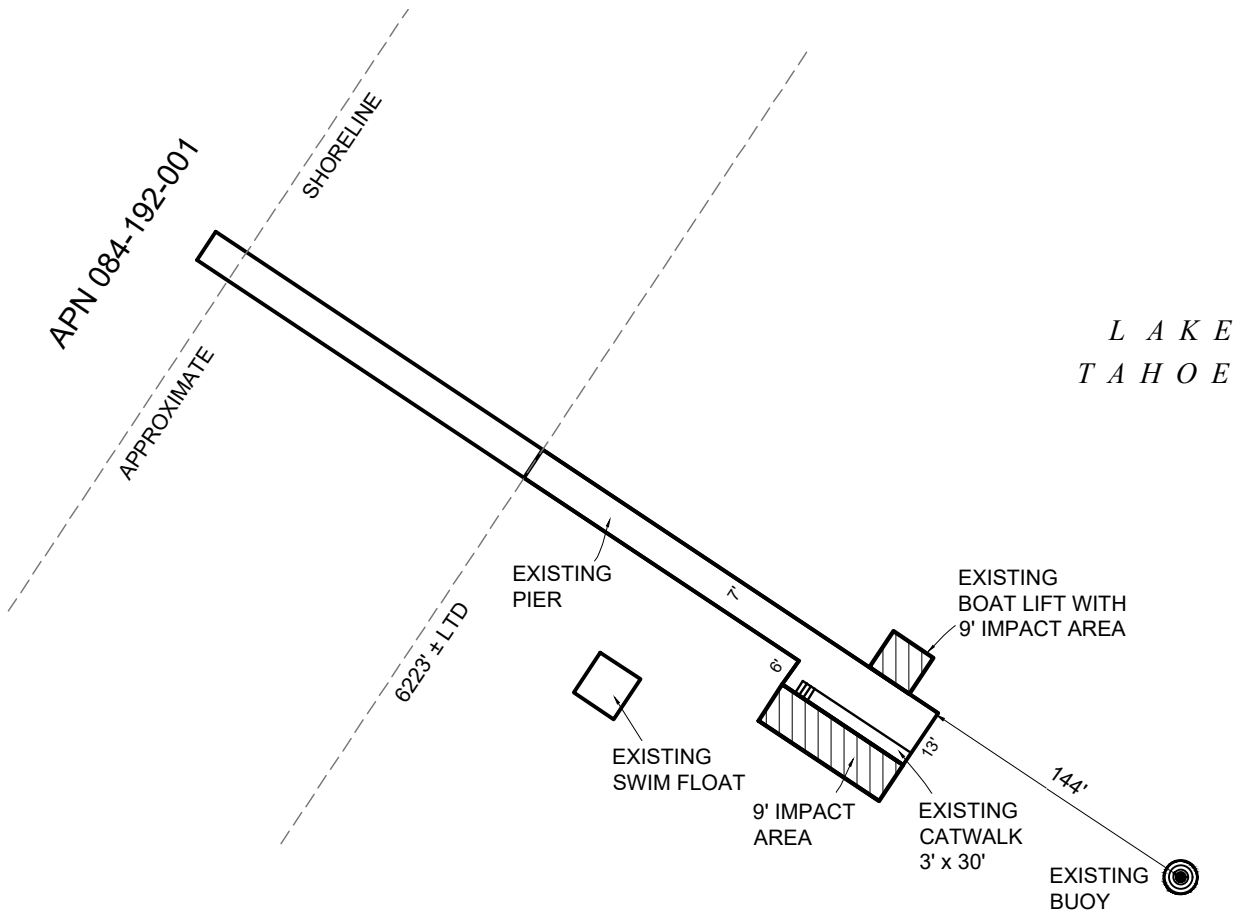 SHORELINE
APN 084-192-001
APPROXIMATE
L A K E
T A H O E
EXISTING
PIER
7'
6223' ± LTD
EXISTING
BOAT LIFT WITH
9' IMPACT AREA
6'
EXISTING
SWIM FLOAT
13'
144'
9' IMPACT
AREA
EXISTING
CATWALK
3' x 30'
EXISTING
BUOY